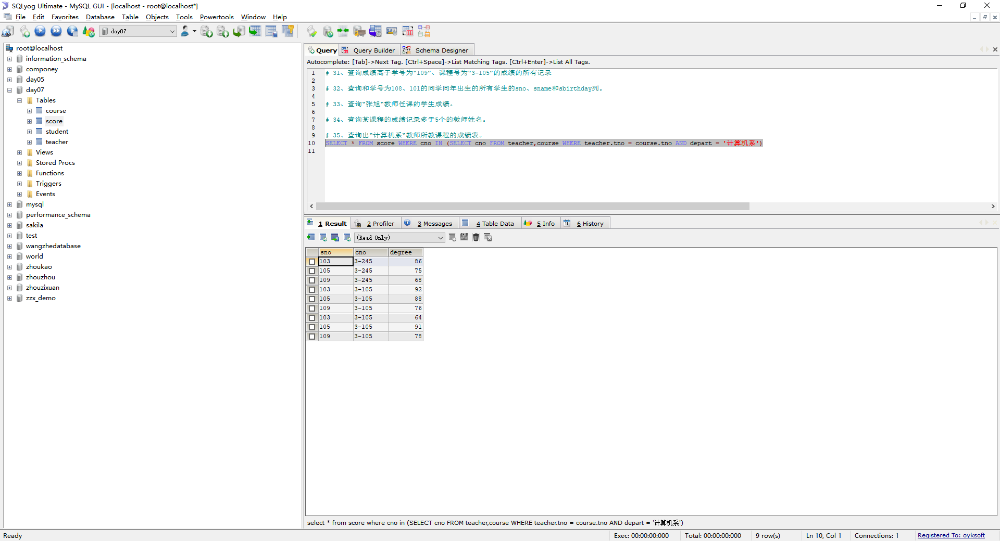 SQLyog Ultimate - MySQL GUI - [localhost - root@localhost*]
File Edit Favorites Database Table Objects Tools Powertools Window Help
day07
root@localhost
information_schema
componey
day05
day07
Tables
course
score
student
teacher
Views
Stored Procs
Functions
Triggers
Events
mysql
performance_schema
sakila
test
wangzhedatabase
world
zhoukao
zhouzhou
zhouzixuan
zzx_demo
Query Query Builder Schema Designer
Autocomplete: [Tab]->Next Tag. [Ctrl+Space]->List Matching Tags. [Ctrl+Enter]->List All Tags.
1 # 31、查询成绩高于学号为“109”、课程号为“3-105”的成绩的所有记录
2
3 # 32、查询和学号为108、101的同学同年出生的所有学生的sno、sname和sbirthday列。
4
5 # 33、查询“张旭“教师任课的学生成绩。
6
7 # 34、查询某课程的成绩记录多于5个的教师姓名。
8
9 # 35、查询出“计算机系“教师所教课程的成绩表。
10 SELECT * FROM score WHERE cno IN (SELECT cno FROM teacher,course WHERE teacher.tno = course.tno AND depart = '计算机系')
11
1 Result 2 Profiler 3 Messages 4 Table Data 5 Info 6 History
(Read Only)
sno cno degree
103 3-245 86
105 3-245 75
109 3-245 68
103 3-105 92
105 3-105 88
109 3-105 76
103 3-105 64
105 3-105 91
109 3-105 78
select * from score where cno in (SELECT cno FROM teacher,course WHERE teacher.tno = course.tno AND depart = '计算机系')
Ready Exec: 00:00:00:000 Total: 00:00:00:000 9 row(s) Ln 10, Col 1 Connections: 1 Registered To: oyksoft